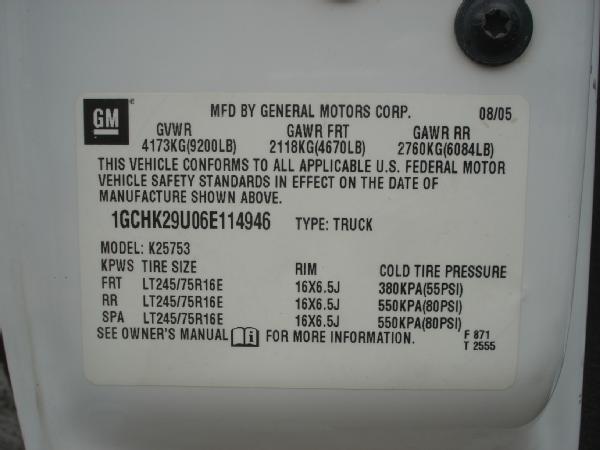 GM
MFD BY GENERAL MOTORS CORP. 08/05
GVWR GAWR FRT GAWR RR
4173KG(9200LB) 2118KG(4670LB) 2760KG(6084LB)
THIS VEHICLE CONFORMS TO ALL APPLICABLE U.S. FEDERAL MOTOR
VEHICLE SAFETY STANDARDS IN EFFECT ON THE DATE OF
MANUFACTURE SHOWN ABOVE.
1GCHK29U06E114946 TYPE: TRUCK
MODEL: K25753
KPWS TIRE SIZE RIM COLD TIRE PRESSURE
FRT LT245/75R16E 16X6.5J 380KPA(55PSI)
RR LT245/75R16E 16X6.5J 550KPA(80PSI)
SPA LT245/75R16E 16X6.5J 550KPA(80PSI)
SEE OWNER'S MANUAL i FOR MORE INFORMATION.
F 871
T 2555